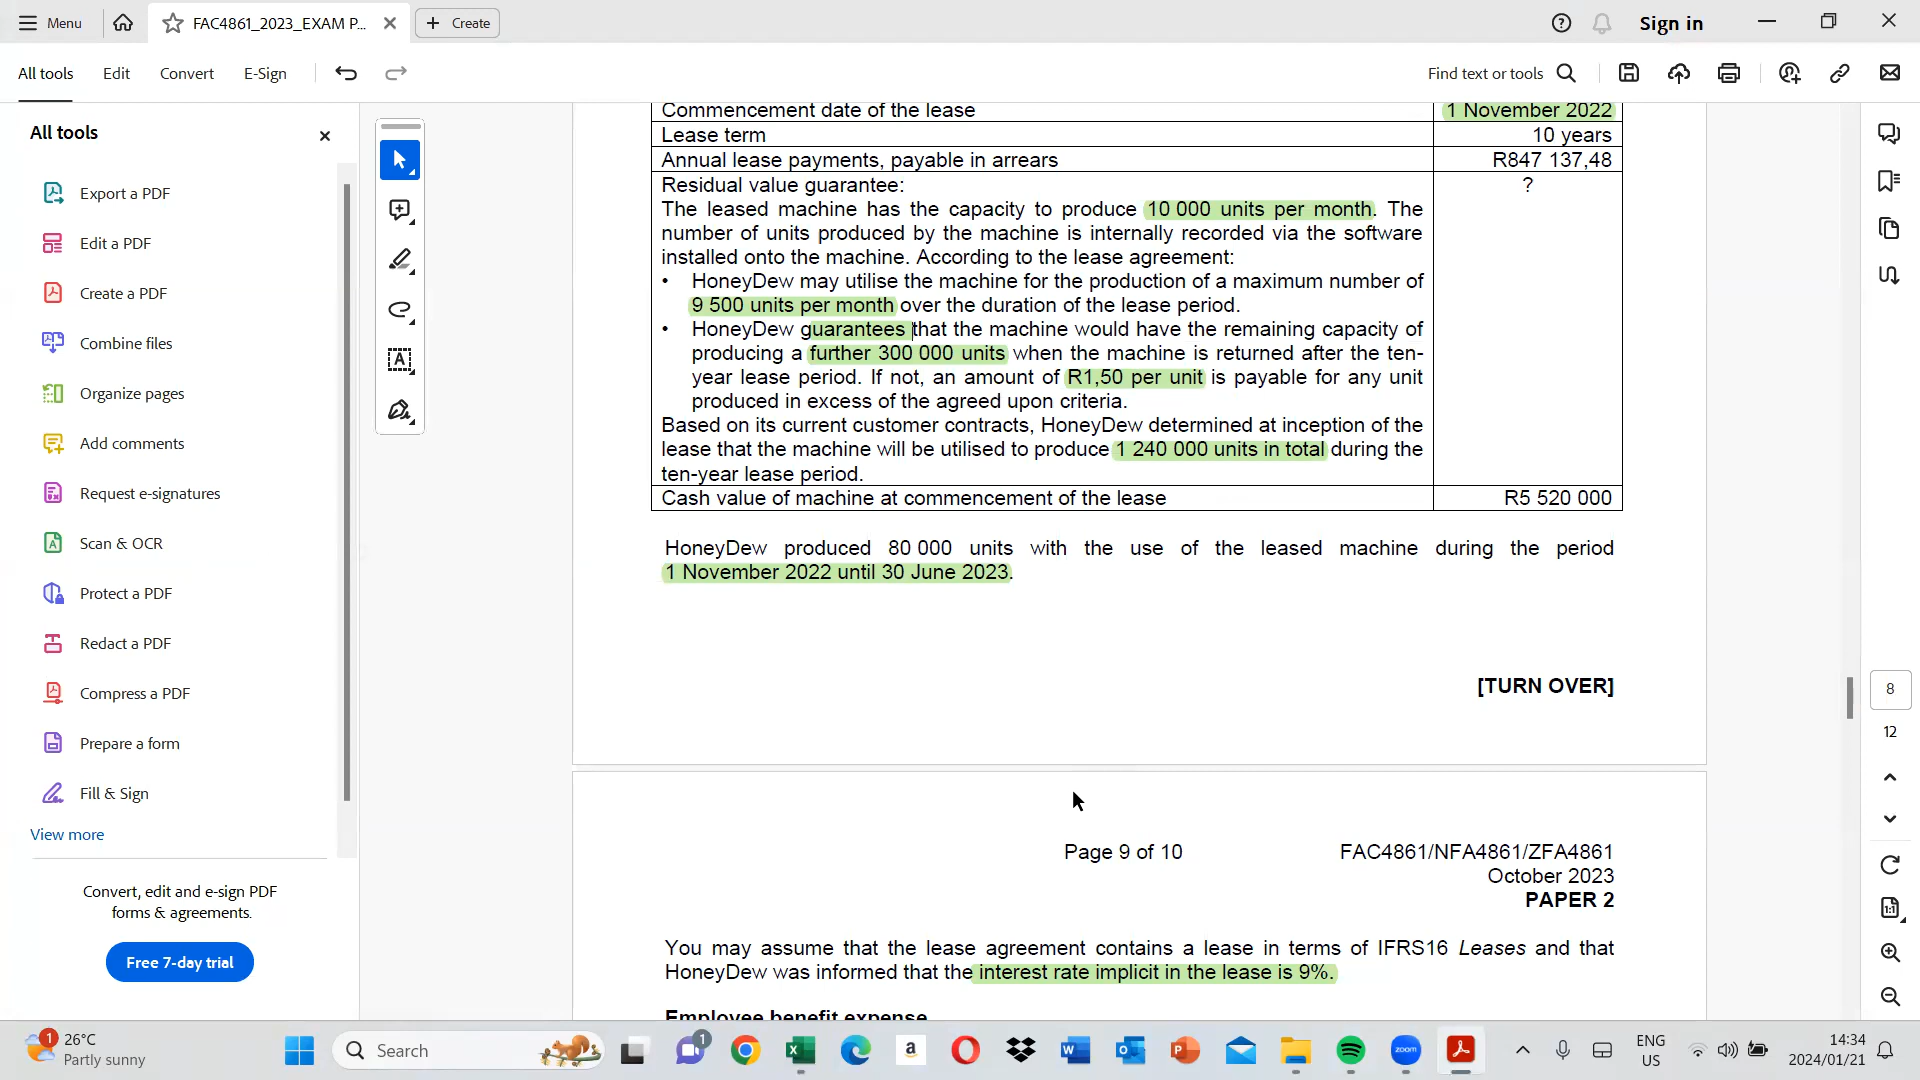 Menu
FAC4861_2023_EXAM P...
Create
Sign in
All tools
Edit
Convert
E-Sign
Find text or tools
All tools
Export a PDF
Edit a PDF
Create a PDF
Combine files
Organize pages
Add comments
Request e-signatures
Scan & OCR
Protect a PDF
Redact a PDF
Compress a PDF
Prepare a form
Fill & Sign
View more
Convert, edit and e-sign PDF
forms & agreements.
Free 7-day trial
Commencement date of the lease 1 November 2022
Lease term 10 years
Annual lease payments, payable in arrears R847 137,48
Residual value guarantee: ?
The leased machine has the capacity to produce 10 000 units per month. The
number of units produced by the machine is internally recorded via the software
installed onto the machine. According to the lease agreement:
• HoneyDew may utilise the machine for the production of a maximum number of
9 500 units per month over the duration of the lease period.
• HoneyDew guarantees that the machine would have the remaining capacity of
producing a further 300 000 units when the machine is returned after the ten-
year lease period. If not, an amount of R1,50 per unit is payable for any unit
produced in excess of the agreed upon criteria.
Based on its current customer contracts, HoneyDew determined at inception of the
lease that the machine will be utilised to produce 1 240 000 units in total during the
ten-year lease period.
Cash value of machine at commencement of the lease R5 520 000
HoneyDew produced 80 000 units with the use of the leased machine during the period
1 November 2022 until 30 June 2023.
[TURN OVER]
Page 9 of 10 FAC4861/NFA4861/ZFA4861
October 2023
PAPER 2
You may assume that the lease agreement contains a lease in terms of IFRS16 Leases and that
HoneyDew was informed that the interest rate implicit in the lease is 9%.
Employee benefit expense
8
12
1:1
1
26°C
Partly sunny
Search
1
a
zoom
ENG
US
14:34
2024/01/21